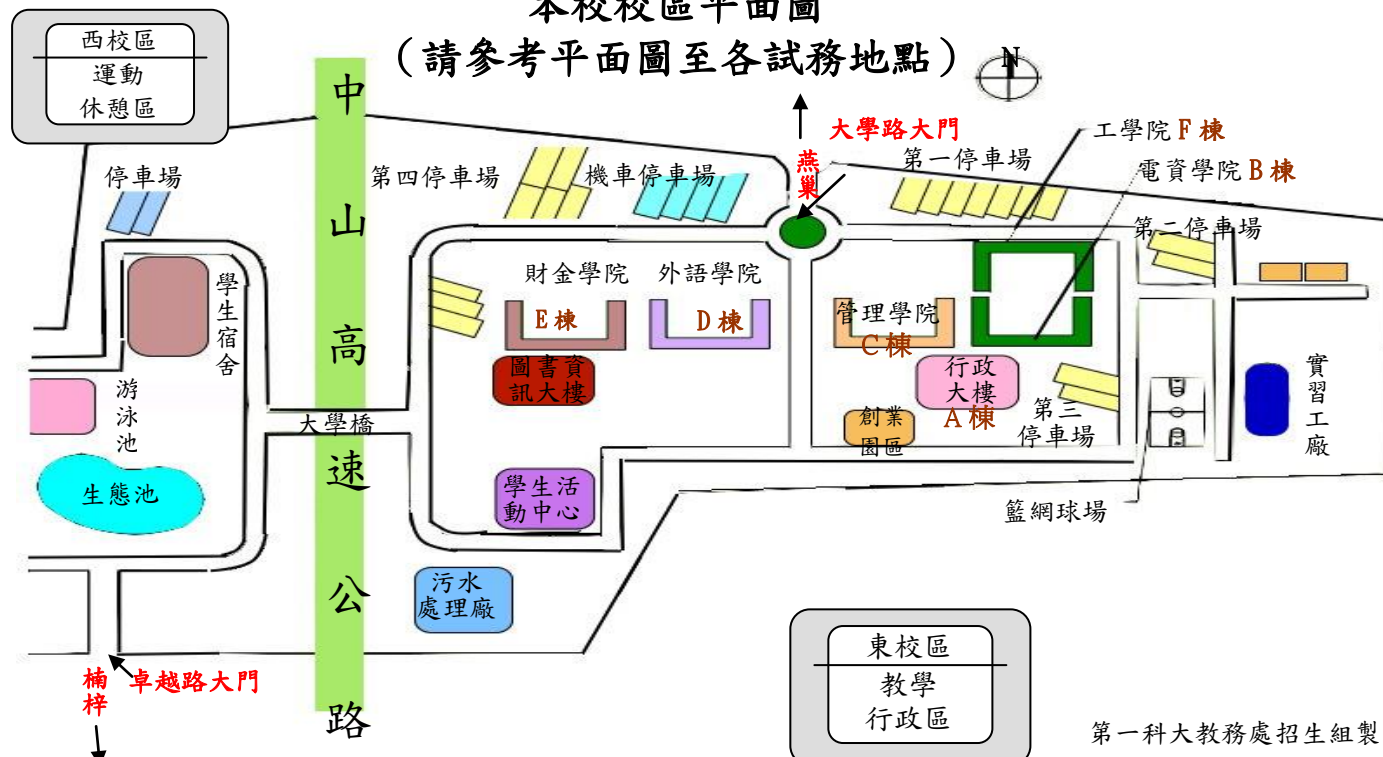 本校校區平面圖
（請參考平面圖至各試務地點）
西校區
運動
休憩區
中山高速公路
N
大學路大門
燕巢
工學院 F 棟
電資學院 B 棟
停車場
第四停車場
機車停車場
第一停車場
第二停車場
學生宿舍
財金學院
E 棟
外語學院
D 棟
管理學院
C 棟
圖書資
訊大樓
行政
大樓
A 棟
創業
園區
第三
停車場
實習工廠
游泳池
大學橋
生態池
學生活
動中心
籃網球場
污水
處理廠
楠梓
卓越路大門
東校區
教學
行政區
第一科大教務處招生組製